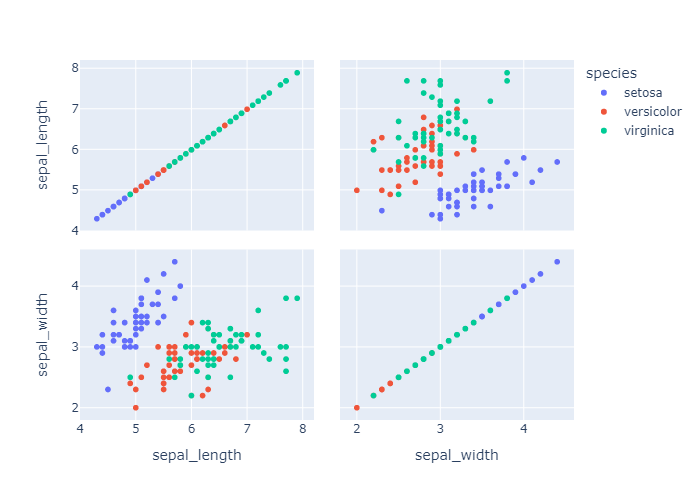 8
7
6
5
4
sepal_length
4
3
2
sepal_width
4 5 6 7 8
sepal_length
2 3 4
sepal_width
species
setosa
versicolor
virginica